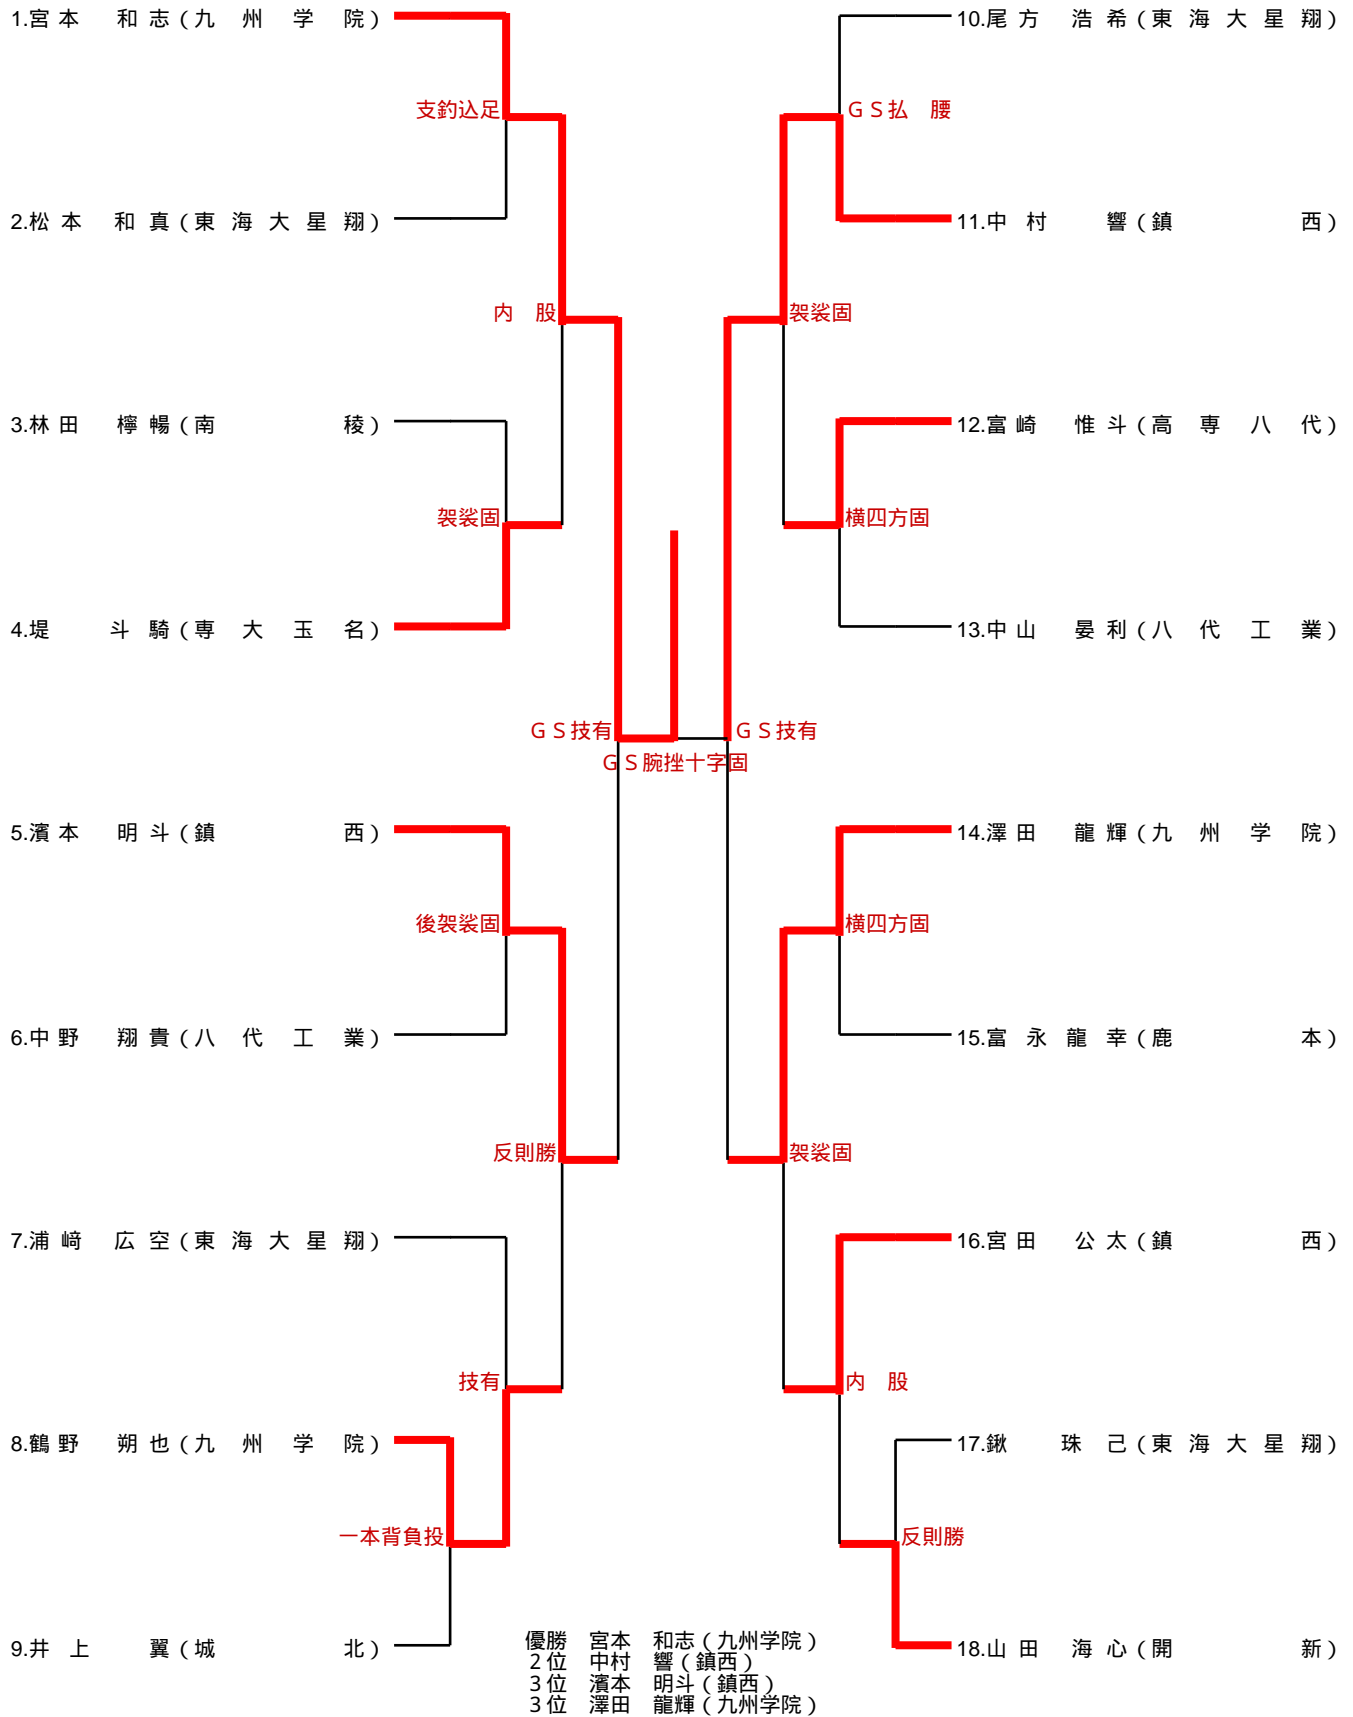 1.宮本 和志(九州学院)
支釣込足
2.松本 和真(東海大星翔)
内 股
3.林田 檸暢(南稜)
袈裟固
4.堤 斗騎(専大玉名)
GS技有
5.濱本 明斗(鎮西)
後袈裟固
6.中野 翔貴(八代工業)
反則勝
7.浦﨑 広空(東海大星翔)
技有
8.鶴野 朔也(九州学院)
一本背負投
9.井上 翼(城北)
GS腕挫十字固
10.尾方 浩希(東海大星翔)
GS払 腰
11.中村 響(鎮西)
袈裟固
12.富崎 惟斗(高専八代)
横四方固
13.中山 晏利(八代工業)
GS技有
14.澤田 龍輝(九州学院)
横四方固
15.富永龍幸(鹿本)
袈裟固
16.宮田 公太(鎮西)
内 股
17.鍬 珠己(東海大星翔)
反則勝
18.山田 海心(開新)
優勝 宮本 和志(九州学院)
2位 中村 響(鎮西)
3位 濱本 明斗(鎮西)
3位 澤田 龍輝(九州学院)